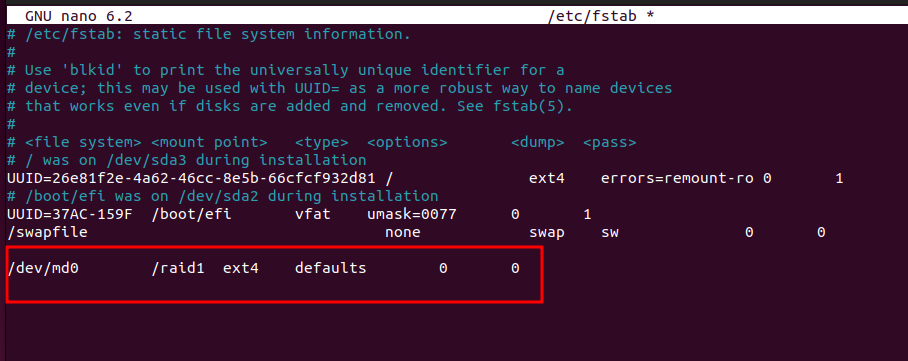 GNU nano 6.2 /etc/fstab *
# /etc/fstab: static file system information.
#
# Use 'blkid' to print the universally unique identifier for a
# device; this may be used with UUID= as a more robust way to name devices
# that works even if disks are added and removed. See fstab(5).
#
# <file system> <mount point> <type> <options> <dump> <pass>
# / was on /dev/sda3 during installation
UUID=26e81f2e-4a62-46cc-8e5b-66cfcf932d81 / ext4 errors=remount-ro 0 1
# /boot/efi was on /dev/sda2 during installation
UUID=37AC-159F /boot/efi vfat umask=0077 0 1
/swapfile none swap sw 0 0
/dev/md0 /raid1 ext4 defaults 0 0